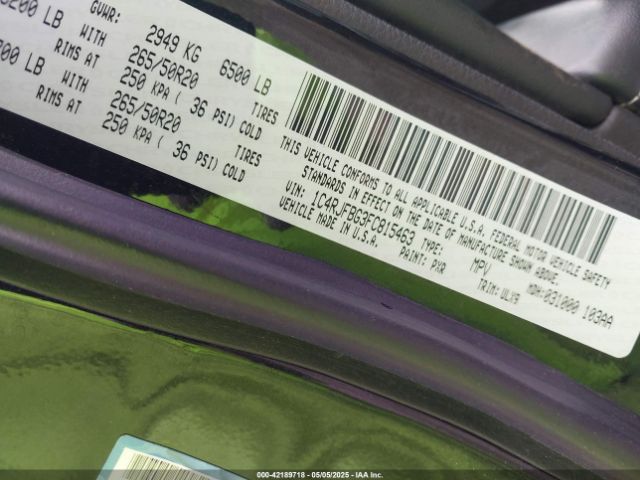 5200 LB
GVWR: 2949 KG 6500 LB
WITH 265/50R20 TIRES
RIMS AT 250 KPA ( 36 PSI) COLD
700 LB
WITH 265/50R20 TIRES
RIMS AT 250 KPA ( 36 PSI) COLD
THIS VEHICLE CONFORMS TO ALL APPLICABLE U.S.A. FEDERAL MOTOR VEHICLE SAFETY
STANDARDS IN EFFECT ON THE DATE OF MANUFACTURE SHOWN ABOVE.
VIN: 1C4RJFBG3FC815463 TYPE: MPV MDH: 031000 103AA
VEHICLE MADE IN U.S.A. PAINT: PXR TRIM: ULX9
000-42189718 - 05/05/2025 - IAA Inc.